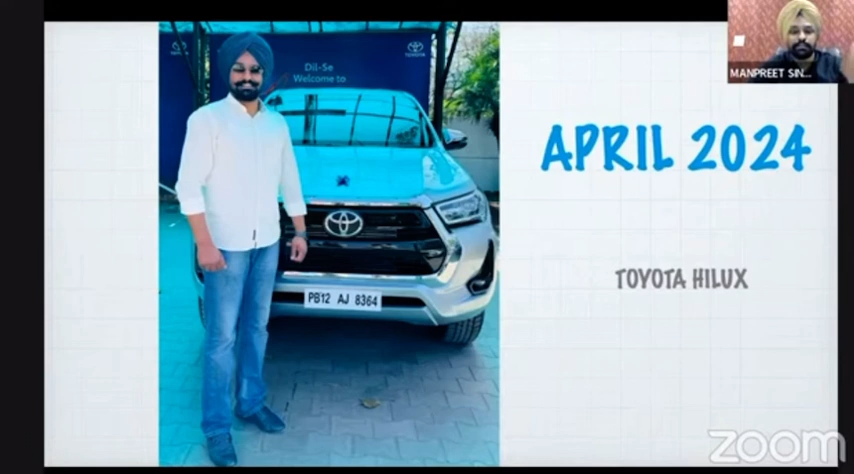 TOYOTA
TOYOTA
Dil-Se
Welcome to
PB12 AJ 8364
APRIL 2024
TOYOTA HILUX
MANPREET SIN...
zoom